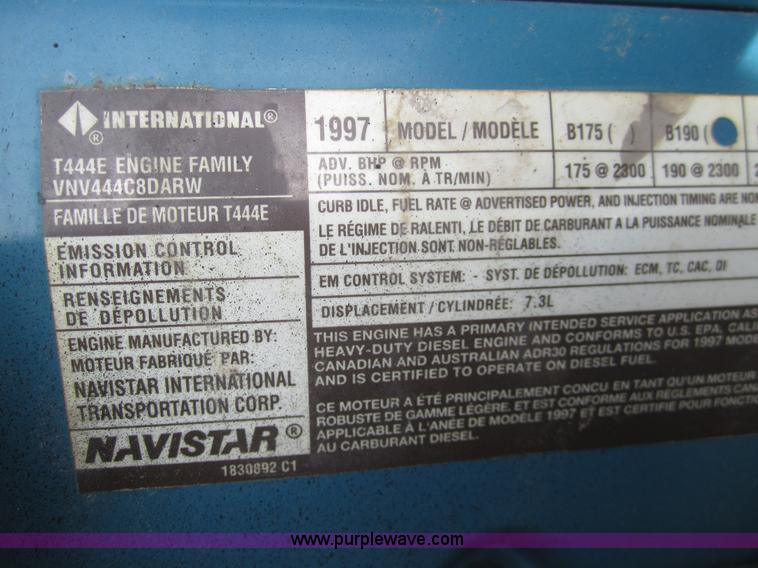 INTERNATIONAL®
®
T444E ENGINE FAMILY
VNV444C8DARW
FAMILLE DE MOTEUR T444E
EMISSION CONTROL
INFORMATION
RENSEIGNEMENTS
DE DÉPOLLUTION
ENGINE MANUFACTURED BY:
MOTEUR FABRIQUÉ PAR:
NAVISTAR INTERNATIONAL
TRANSPORTATION CORP.
NAVISTAR®
1830892 C1
1997 MODEL / MODÈLE B175 ( ) B190 (
ADV. BHP @ RPM
(PUISS. NOM. À TR/MIN) 175 @ 2300 190 @ 2300
CURB IDLE, FUEL RATE @ ADVERTISED POWER, AND INJECTION TIMING ARE NON
LE RÉGIME DE RALENTI, LE DÉBIT DE CARBURANT A LA PUISSANCE NOMINALE
DE L'INJECTION SONT NON-RÉGLABLES.
EM CONTROL SYSTEM: - SYST. DE DÉPOLLUTION: ECM, TC, CAC, DI
DISPLACEMENT / CYLINDRÉE: 7.3L
THIS ENGINE HAS A PRIMARY INTENDED SERVICE APPLICATION AS
HEAVY-DUTY DIESEL ENGINE AND CONFORMS TO U.S. EPA, CALI
CANADIAN AND AUSTRALIAN ADR30 REGULATIONS FOR 1997 MODE
AND IS CERTIFIED TO OPERATE ON DIESEL FUEL.
CE MOTEUR A ÉTÉ PRINCIPALEMENT CONCU EN TANT QU'UN MOTEUR
ROBUSTE DE GAMME LÉGÈRE, ET EST CONFORME AUX RÉGLEMENTS CAN
APPLICABLE À L'ANÉE DE MODÈLE 1997 ET EST CERTIFIÉ POUR FONCTI
AU CARBURANT DIESEL.
www.purplewave.com